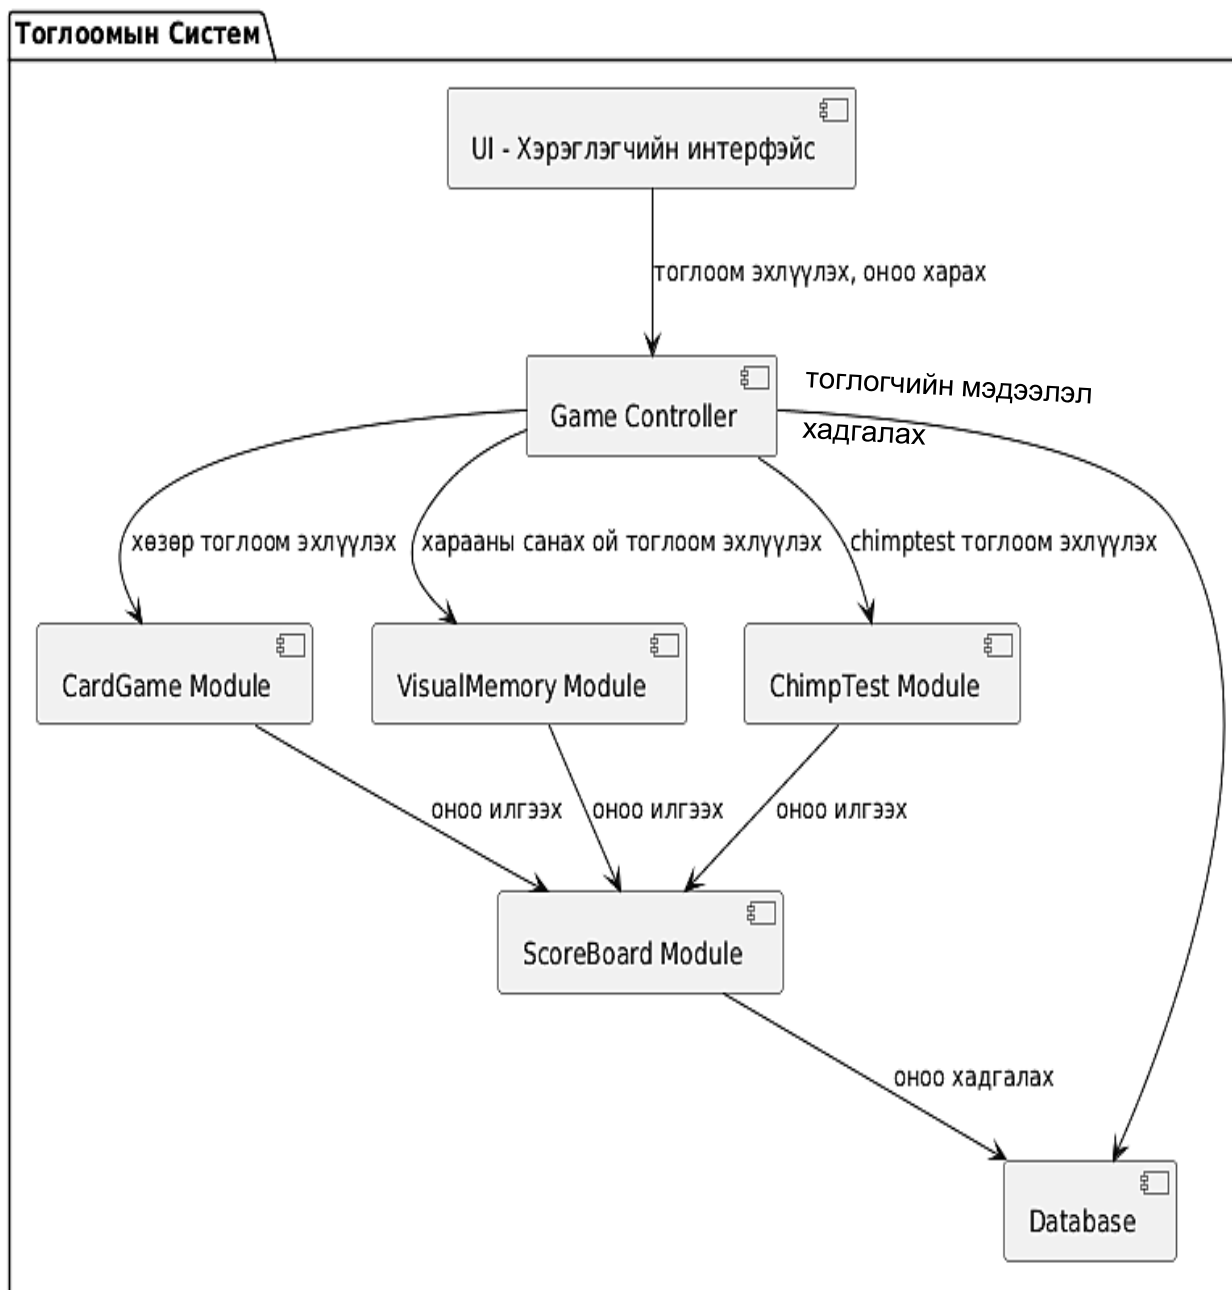 Тоглоомын Систем
UI - Хэрэглэгчийн интерфэйс
тоглоом эхлүүлэх, оноо харах
Game Controller
тоглогчийн мэдээлэл
хадгалах
хөзөр тоглоом эхлүүлэх
харааны санах ой тоглоом эхлүүлэх
chimptest тоглоом эхлүүлэх
CardGame Module
VisualMemory Module
ChimpTest Module
оноо илгээх
оноо илгээх
оноо илгээх
ScoreBoard Module
оноо хадгалах
Database